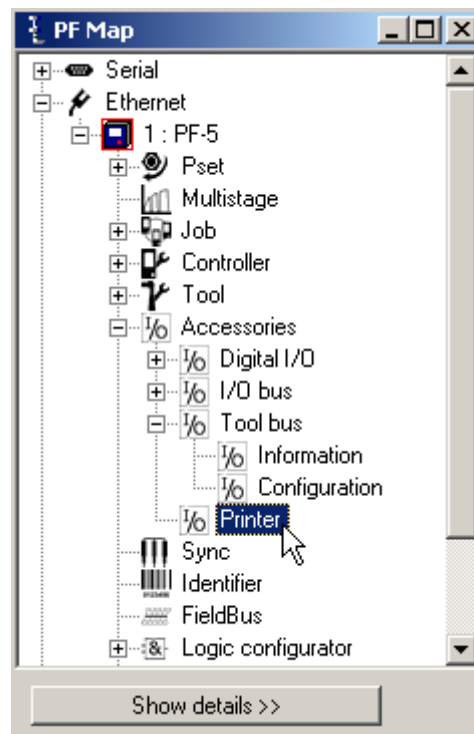 PF Map
Serial
Ethernet
1 : PF-5
Pset
Multistage
Job
Controller
Tool
Accessories
Digital I/O
I/O bus
Tool bus
Information
Configuration
Printer
Sync
Identifier
FieldBus
Logic configurator
Show details >>